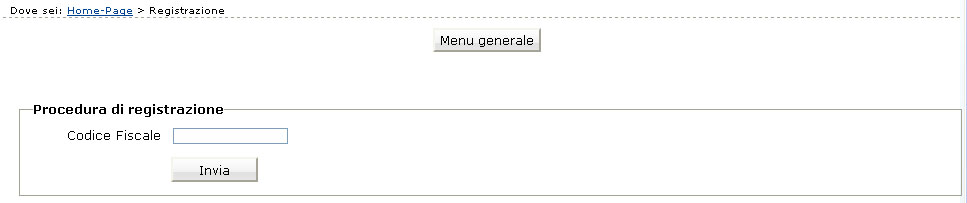 Dove sei: Home-Page > Registrazione
Menu generale
Procedura di registrazione
Codice Fiscale
Invia